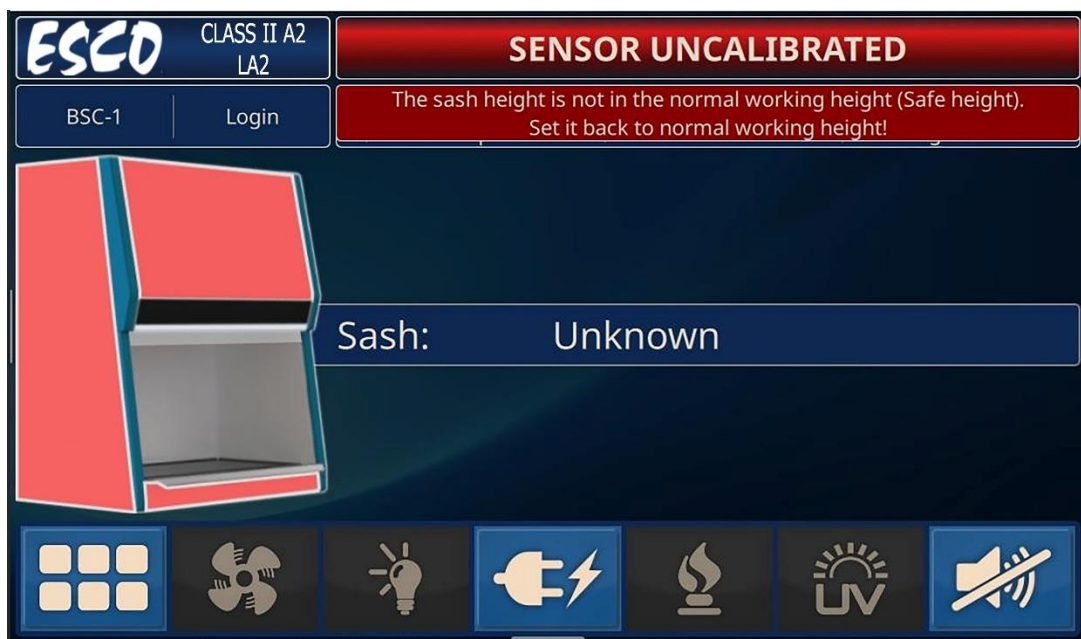 ESCO
CLASS II A2
LA2
SENSOR UNCALIBRATED
BSC-1
Login
The sash height is not in the normal working height (Safe height).
Set it back to normal working height!
Sash: Unknown
UV